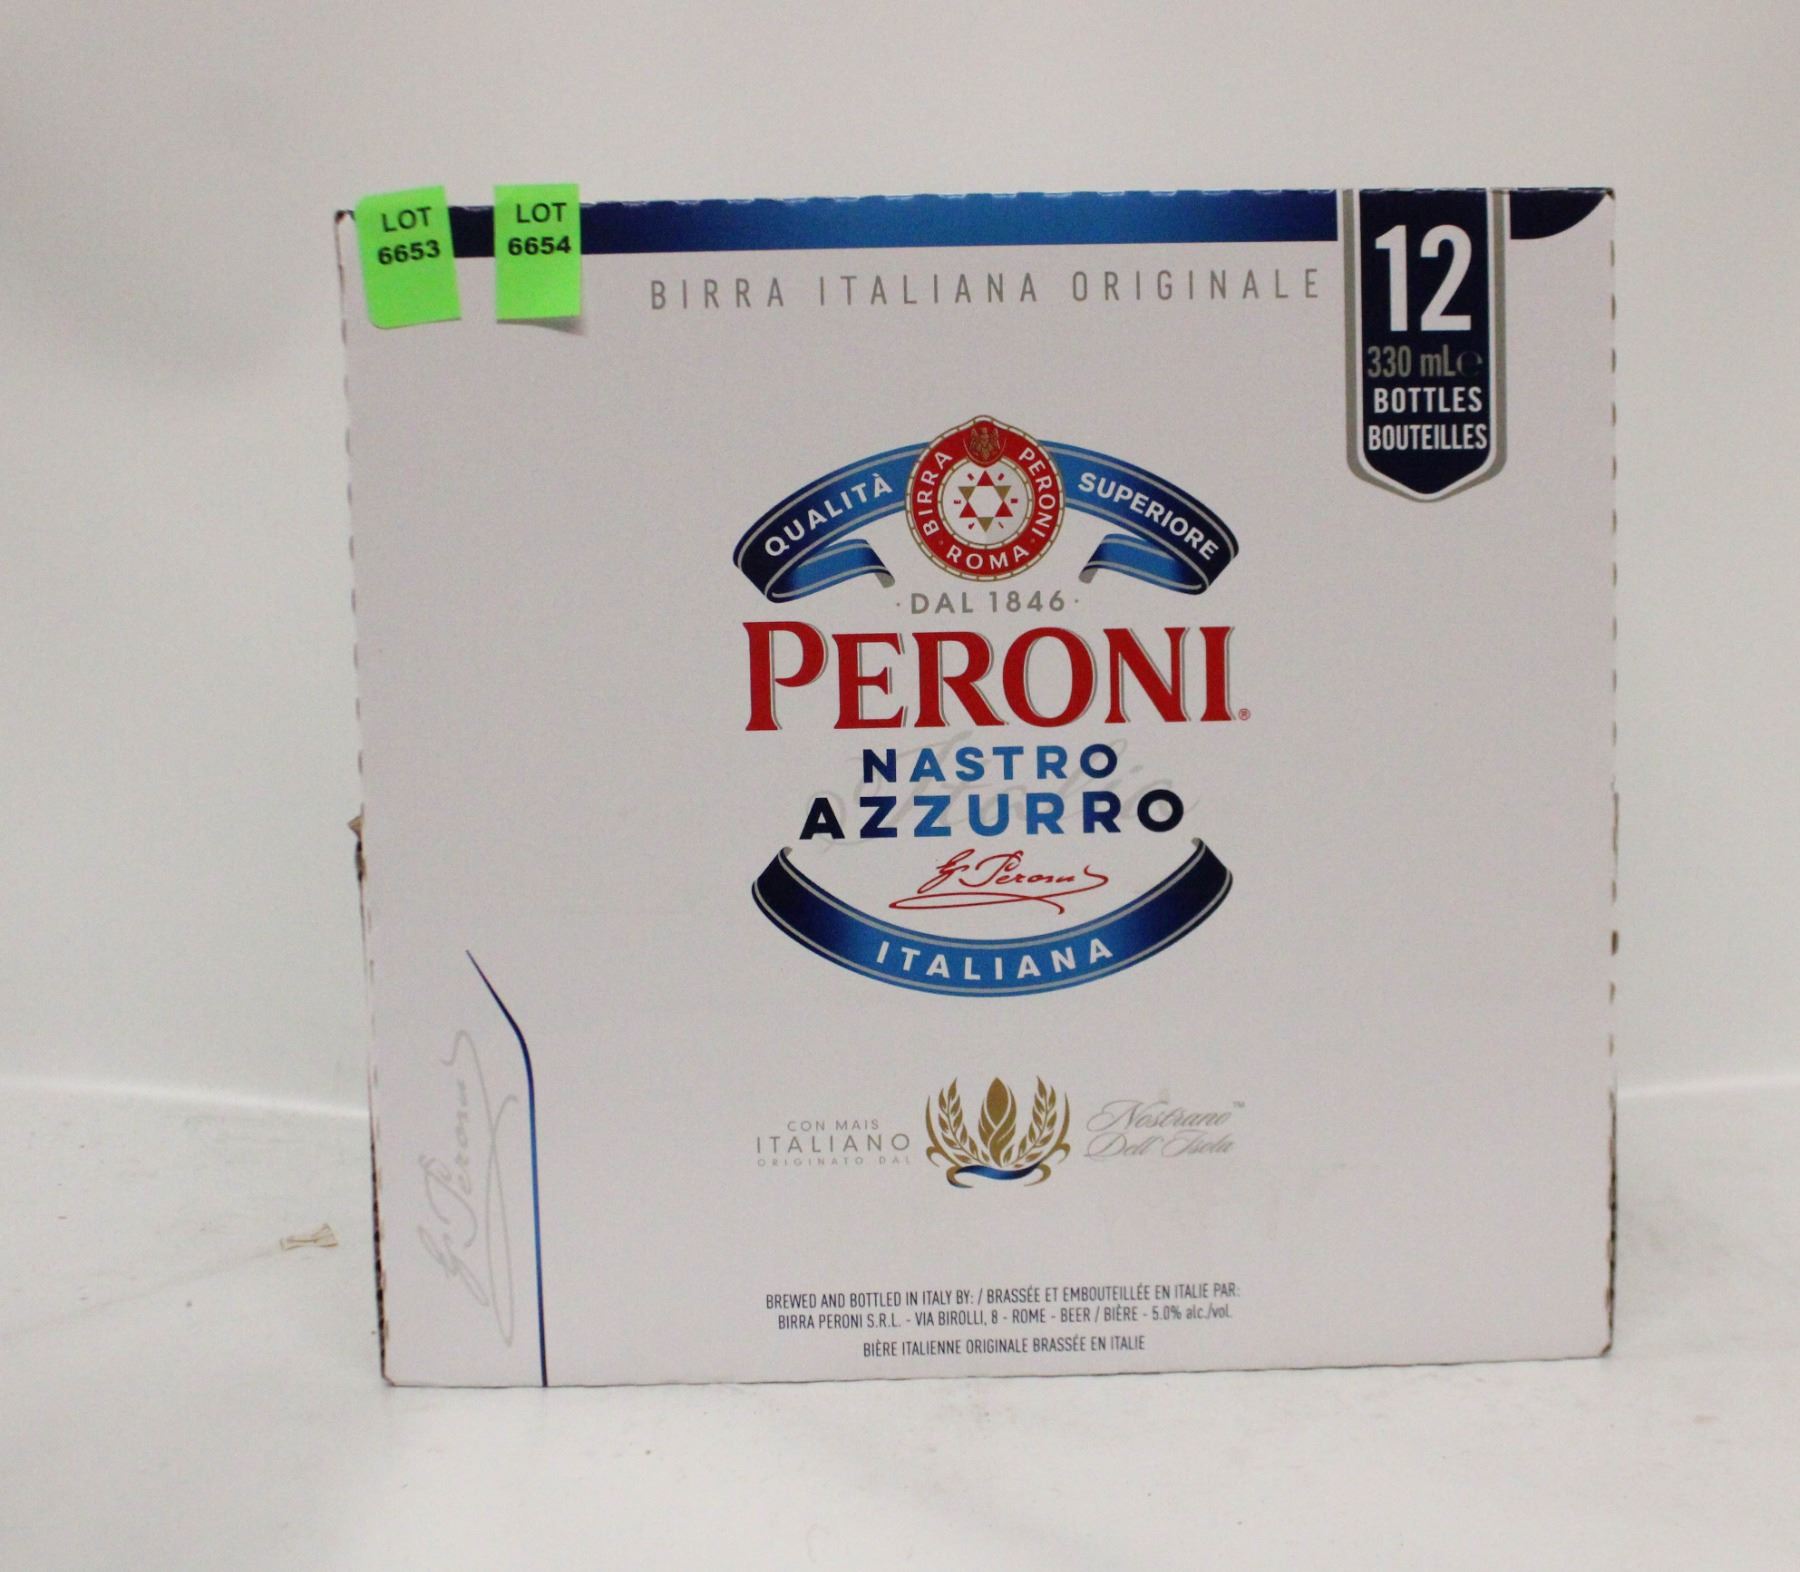 LOT
6653
LOT
6654
BIRRA ITALIANA ORIGINALE
12
330 mL℮
BOTTLES
BOUTEILLES
QUALITÀ
SUPERIORE
BIRRA PERONI
· ROMA ·
· DAL 1846 ·
PERONI®
NASTRO
AZZURRO
G. Peroni
ITALIANA
CON MAIS
ITALIANO
ORIGINATO DAL
Nostrano™
Dell'Isola
G. Peroni
BREWED AND BOTTLED IN ITALY BY: / BRASSÉE ET EMBOUTEILLÉE EN ITALIE PAR:
BIRRA PERONI S.R.L. - VIA BIROLLI, 8 - ROME - BEER / BIÈRE - 5.0% alc./vol.
BIÈRE ITALIENNE ORIGINALE BRASSÉE EN ITALIE